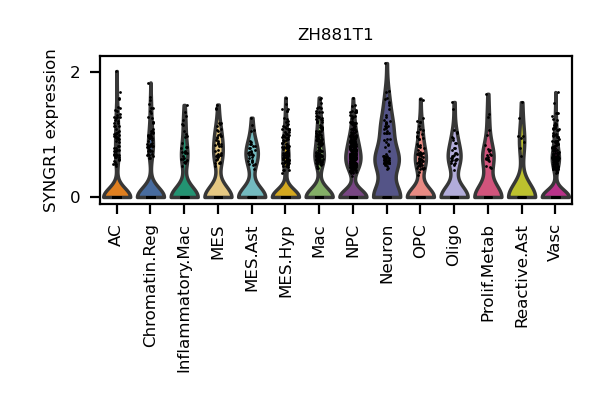 ZH881T1
SYNGR1 expression
2
0
AC
Chromatin.Reg
Inflammatory.Mac
MES
MES.Ast
MES.Hyp
Mac
NPC
Neuron
OPC
Oligo
Prolif.Metab
Reactive.Ast
Vasc